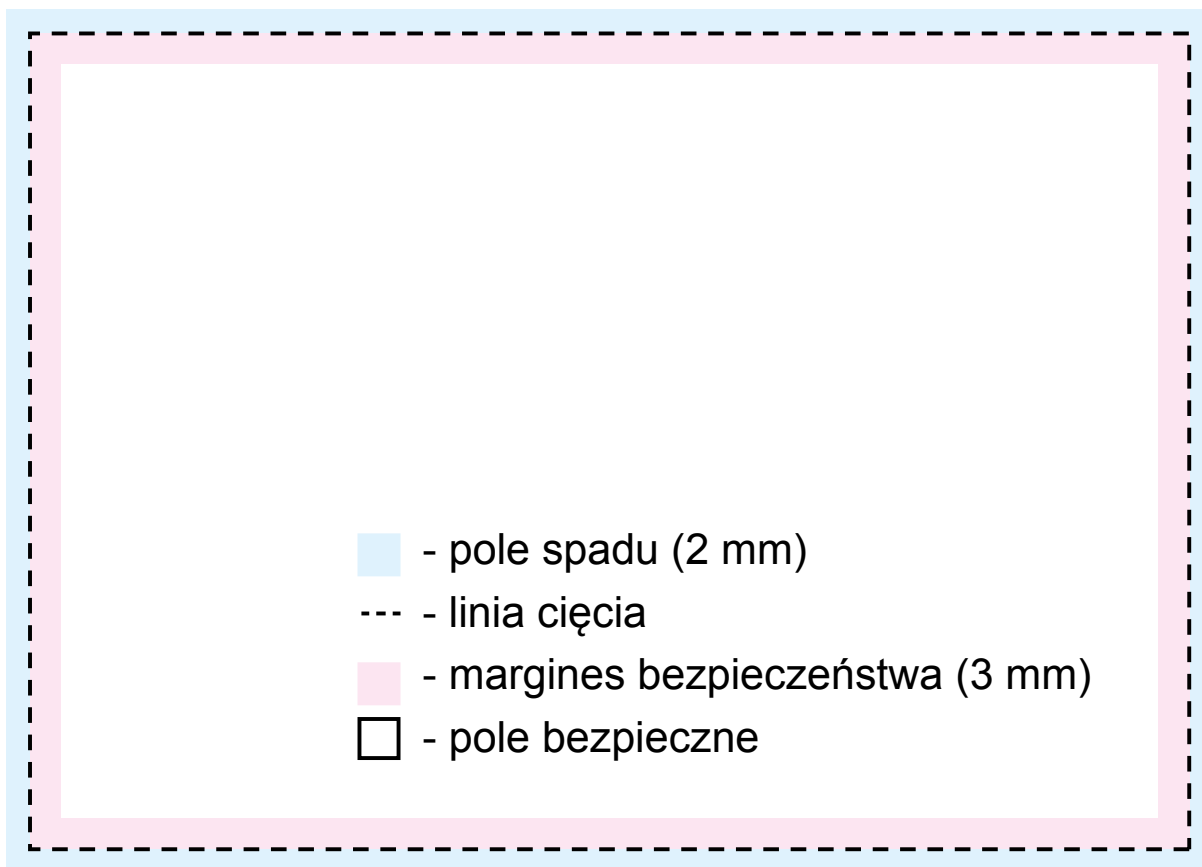 - pole spadu (2 mm)
- linia cięcia
- margines bezpieczeństwa (3 mm)
- pole bezpieczne